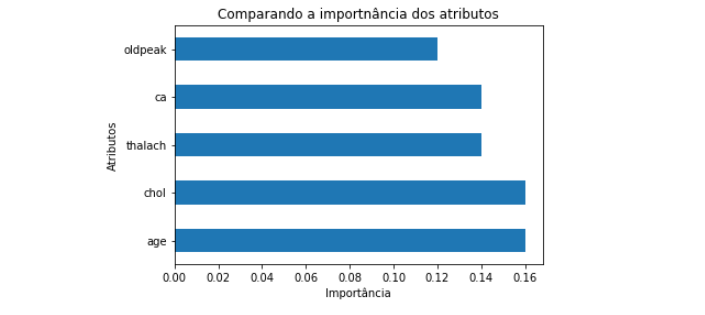 Comparando a importnância dos atributos
oldpeak
ca
thalach
chol
age
Atributos
0.00 0.02 0.04 0.06 0.08 0.10 0.12 0.14 0.16
Importância